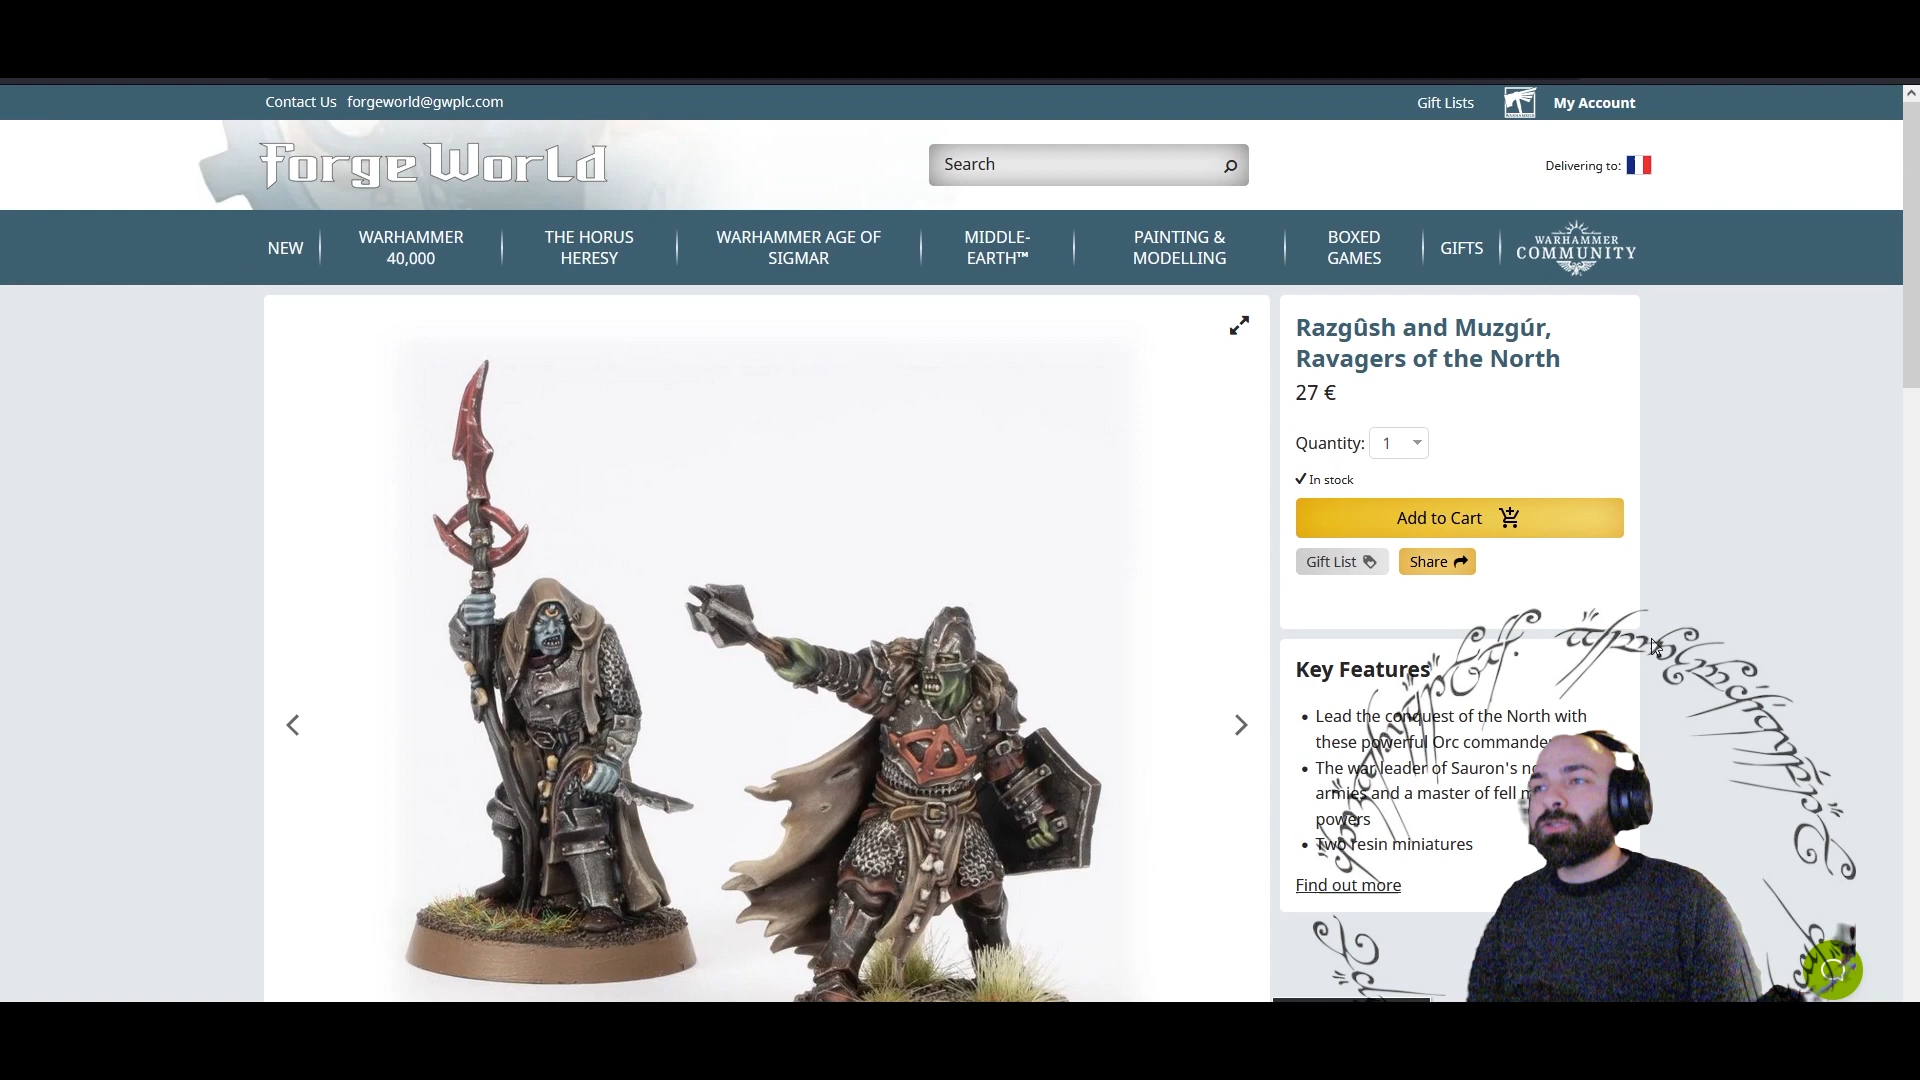 Contact Us forgeworld@gwplc.com
Gift Lists
WARHAMMER
My Account
Forge World
Search
Delivering to:
NEW
WARHAMMER
40,000
THE HORUS
HERESY
WARHAMMER AGE OF
SIGMAR
MIDDLE-
EARTH™
PAINTING &
MODELLING
BOXED
GAMES
GIFTS
WARHAMMER
COMMUNITY
Razgûsh and Muzgúr,
Ravagers of the North
27 €
Quantity: 1
In stock
Add to Cart
Gift List
Share
Key Features
Lead the conquest of the North with
these powerful Orc
The war leader of Sauron's
armies and a master of fell
powers
Two resin miniatures
Find out more